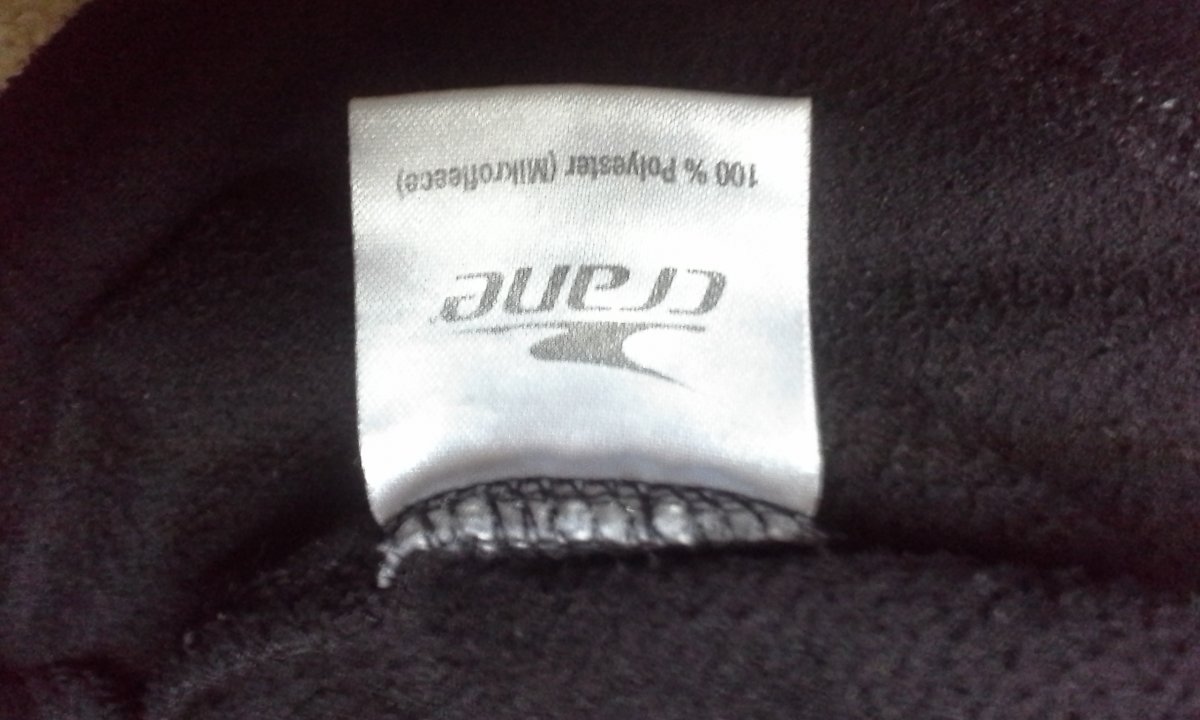 crane
100 % Polyester (Mikrofleece)